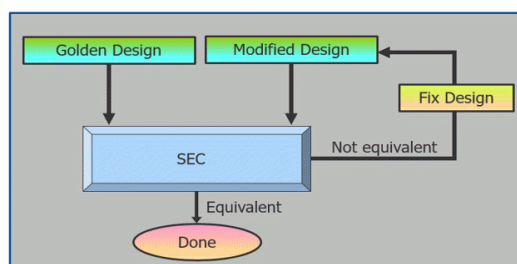 Golden Design
Modified Design
Fix Design
SEC
Not equivalent
Equivalent
Done